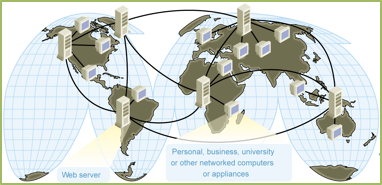 Web server
Personal, business, university
or other networked computers
or appliances